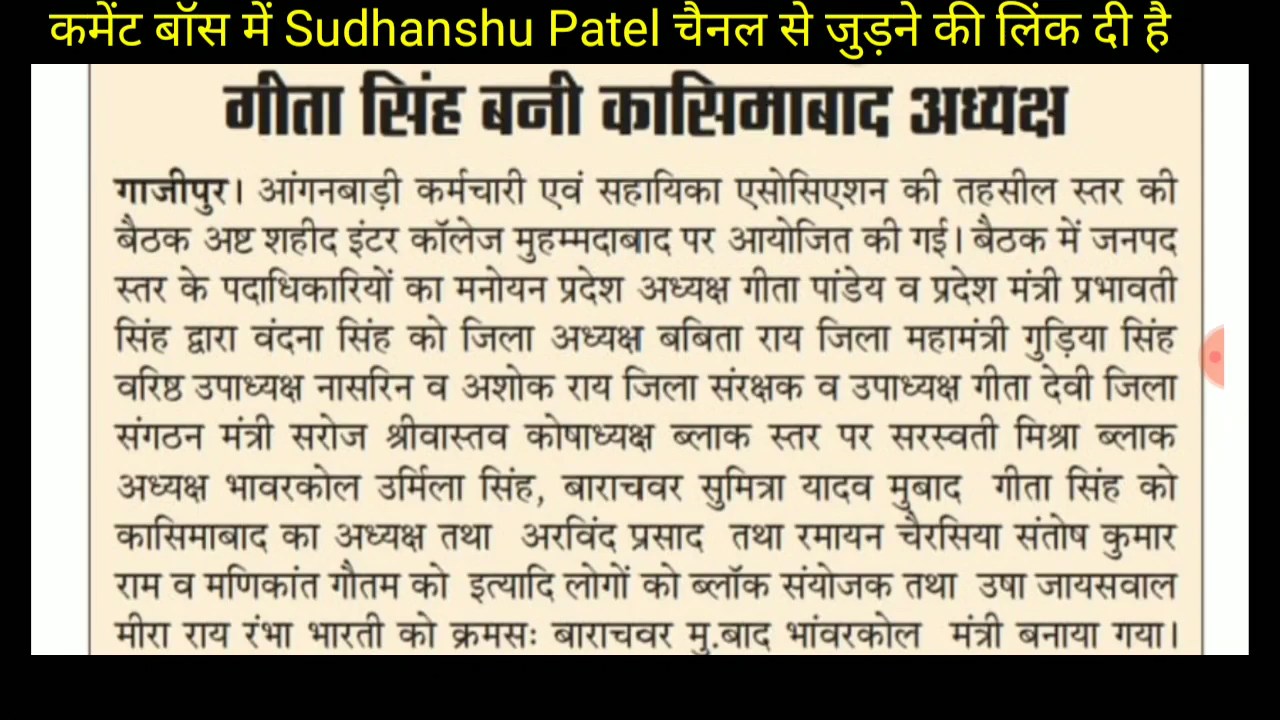 कमेंट बॉस में Sudhanshu Patel चैनल से जुड़ने की लिंक दी है
गीता सिंह बनी कासिमाबाद अध्यक्ष
गाजीपुर। आंगनबाड़ी कर्मचारी एवं सहायिका एसोसिएशन की तहसील स्तर की
बैठक अष्ट शहीद इंटर कॉलेज मुहम्मदाबाद पर आयोजित की गई। बैठक में जनपद
स्तर के पदाधिकारियों का मनोयन प्रदेश अध्यक्ष गीता पांडेय व प्रदेश मंत्री प्रभावती
सिंह द्वारा वंदना सिंह को जिला अध्यक्ष बबिता राय जिला महामंत्री गुड़िया सिंह
वरिष्ठ उपाध्यक्ष नासरिन व अशोक राय जिला संरक्षक व उपाध्यक्ष गीता देवी जिला
संगठन मंत्री सरोज श्रीवास्तव कोषाध्यक्ष ब्लाक स्तर पर सरस्वती मिश्रा ब्लाक
अध्यक्ष भावरकोल उर्मिला सिंह, बाराचवर सुमित्रा यादव मुबाद गीता सिंह को
कासिमाबाद का अध्यक्ष तथा अरविंद प्रसाद तथा रमायन चैरसिया संतोष कुमार
राम व मणिकांत गौतम को इत्यादि लोगों को ब्लॉक संयोजक तथा उषा जायसवाल
मीरा राय रंभा भारती को क्रमसः बाराचवर मु.बाद भांवरकोल मंत्री बनाया गया।